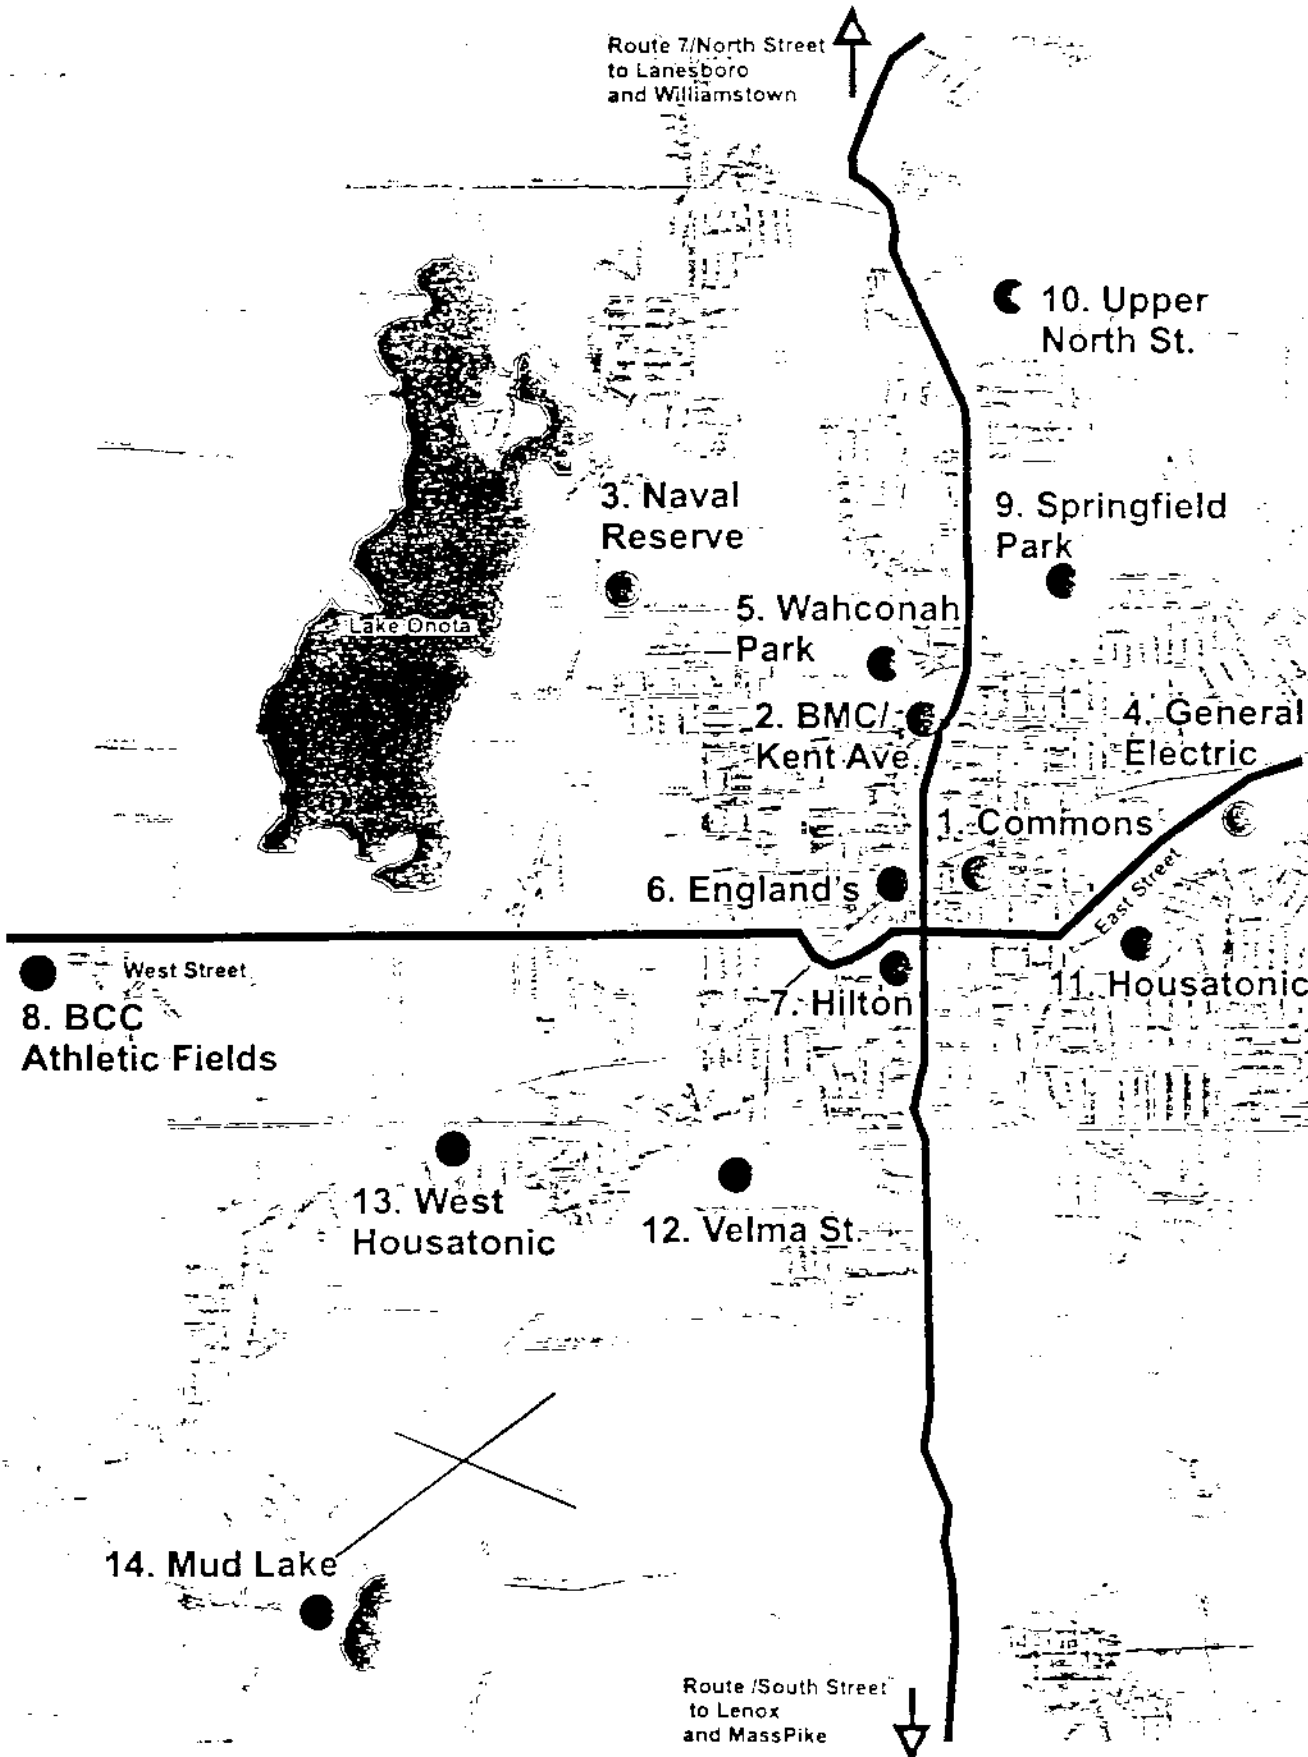 Route 7/North Street
to Lanesboro
and Williamstown
10. Upper
North St.
3. Naval
Reserve
9. Springfield
Park
Lake Onota
5. Wahconah
Park
2. BMC/
Kent Ave.
4. General
Electric
1. Commons
6. England's
East Street
West Street
8. BCC
Athletic Fields
7. Hilton
11. Housatonic
13. West
Housatonic
12. Velma St.
14. Mud Lake
Route /South Street
to Lenox
and MassPike